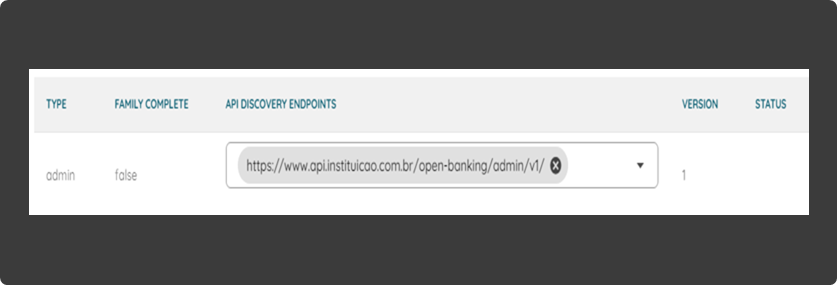 TYPE FAMILY COMPLETE API DISCOVERY ENDPOINTS VERSION STATUS
admin false https://www.api.instituicao.com.br/open-banking/admin/v1/ 1